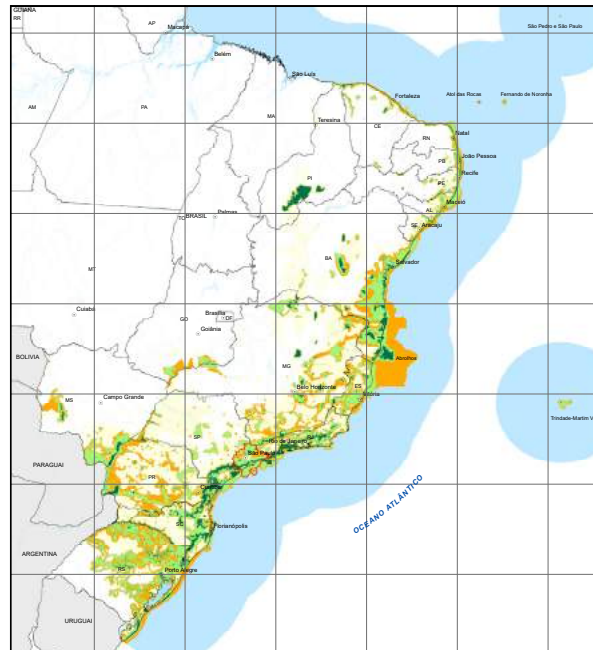 GUIANA
RR
AP
Macapá
São Pedro e São Paulo
Belém
São Luís
Fortaleza
Atol das Rocas
Fernando de Noronha
AM
PA
MA
Teresina
CE
RN
Natal
PB
João Pessoa
PI
PE
Recife
Maceió
AL
TO
BRASIL
Palmas
SE
Aracaju
BA
Salvador
MT
Cuiabá
GO
Brasília
DF
Goiânia
BOLIVIA
MG
Abrolhos
Belo Horizonte
ES
Vitória
MS
Campo Grande
Trindade-Martim V
SP
Rio de Janeiro
RJ
São Paulo
PARAGUAI
PR
Curitiba
OCEANO ATLÂNTICO
SC
Florianópolis
ARGENTINA
RS
Porto Alegre
URUGUAI